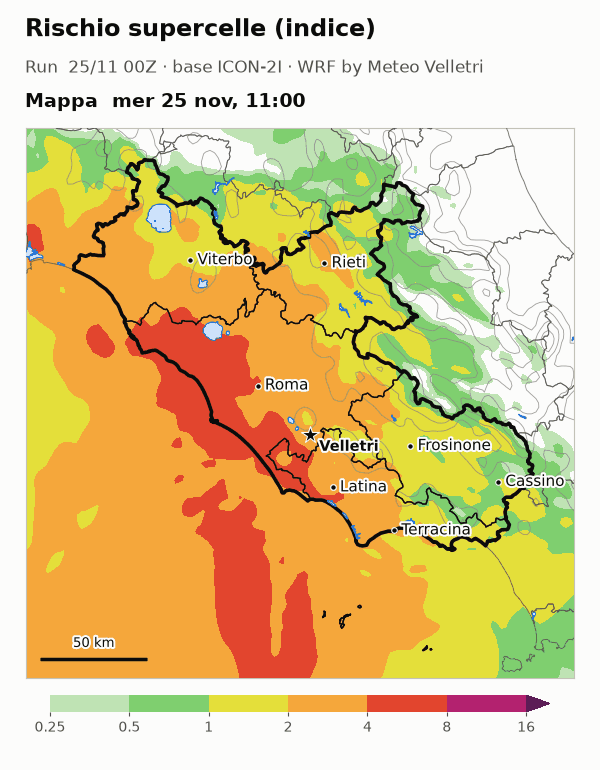 Rischio supercelle (indice)
Run  25/11 00Z · base ICON-2I · WRF by Meteo Velletri
Mappa  mer 25 nov, 11:00
Viterbo
Rieti
Roma
Velletri
Frosinone
Cassino
Latina
Terracina
50 km
0.25 0.5 1 2 4 8 16